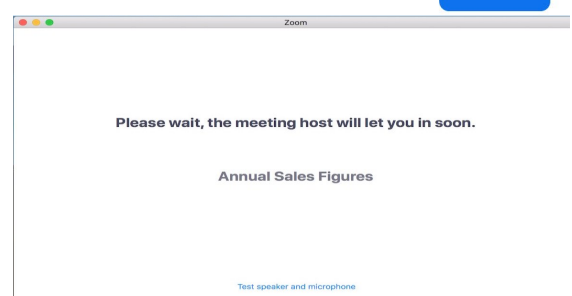 Zoom
Please wait, the meeting host will let you in soon.
Annual Sales Figures
Test speaker and microphone